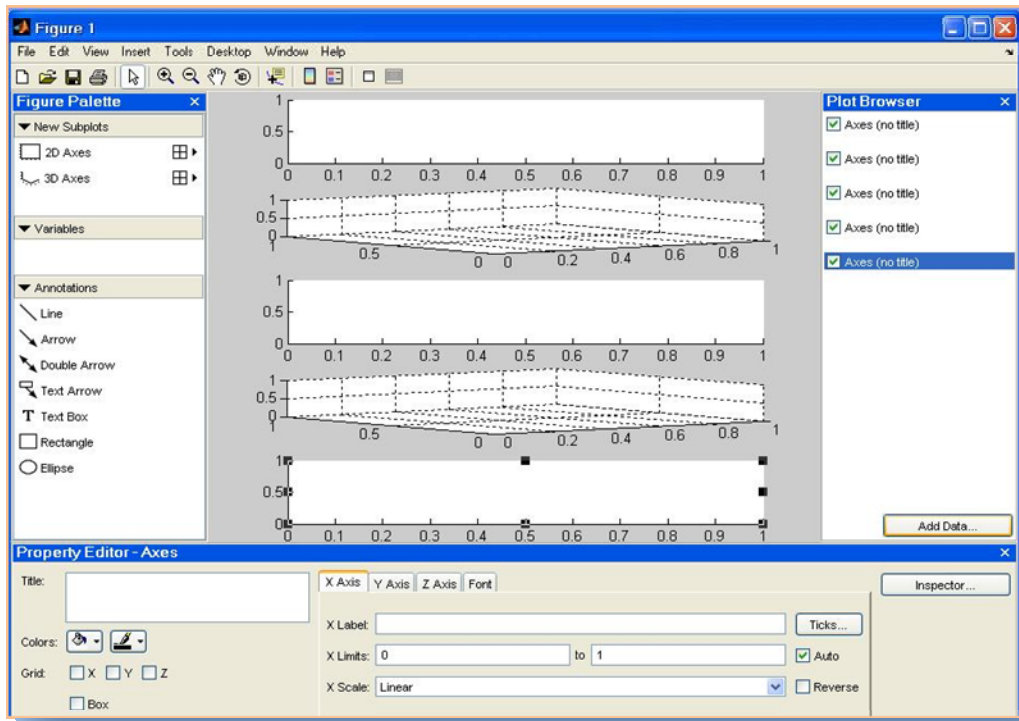 Figure 1
File Edit View Insert Tools Desktop Window Help
Figure Palette
New Subplots
2D Axes
3D Axes
Variables
Annotations
Line
Arrow
Double Arrow
Text Arrow
T Text Box
Rectangle
Ellipse
1
0.5
0
0 0.1 0.2 0.3 0.4 0.5 0.6 0.7 0.8 0.9 1
1
0.5
0
1 0.5 0 0 0.2 0.4 0.6 0.8 1
1
0.5
0
0 0.1 0.2 0.3 0.4 0.5 0.6 0.7 0.8 0.9 1
1
0.5
0
1 0.5 0 0 0.2 0.4 0.6 0.8 1
1
0.5
0
0 0.1 0.2 0.3 0.4 0.5 0.6 0.7 0.8 0.9 1
Plot Browser
Axes (no title)
Axes (no title)
Axes (no title)
Axes (no title)
Axes (no title)
Add Data...
Property Editor - Axes
Title:
Colors:
Grid: X Y Z
Box
X Axis Y Axis Z Axis Font
X Label: Ticks...
X Limits: 0 to 1 Auto
X Scale: Linear Reverse
Inspector...